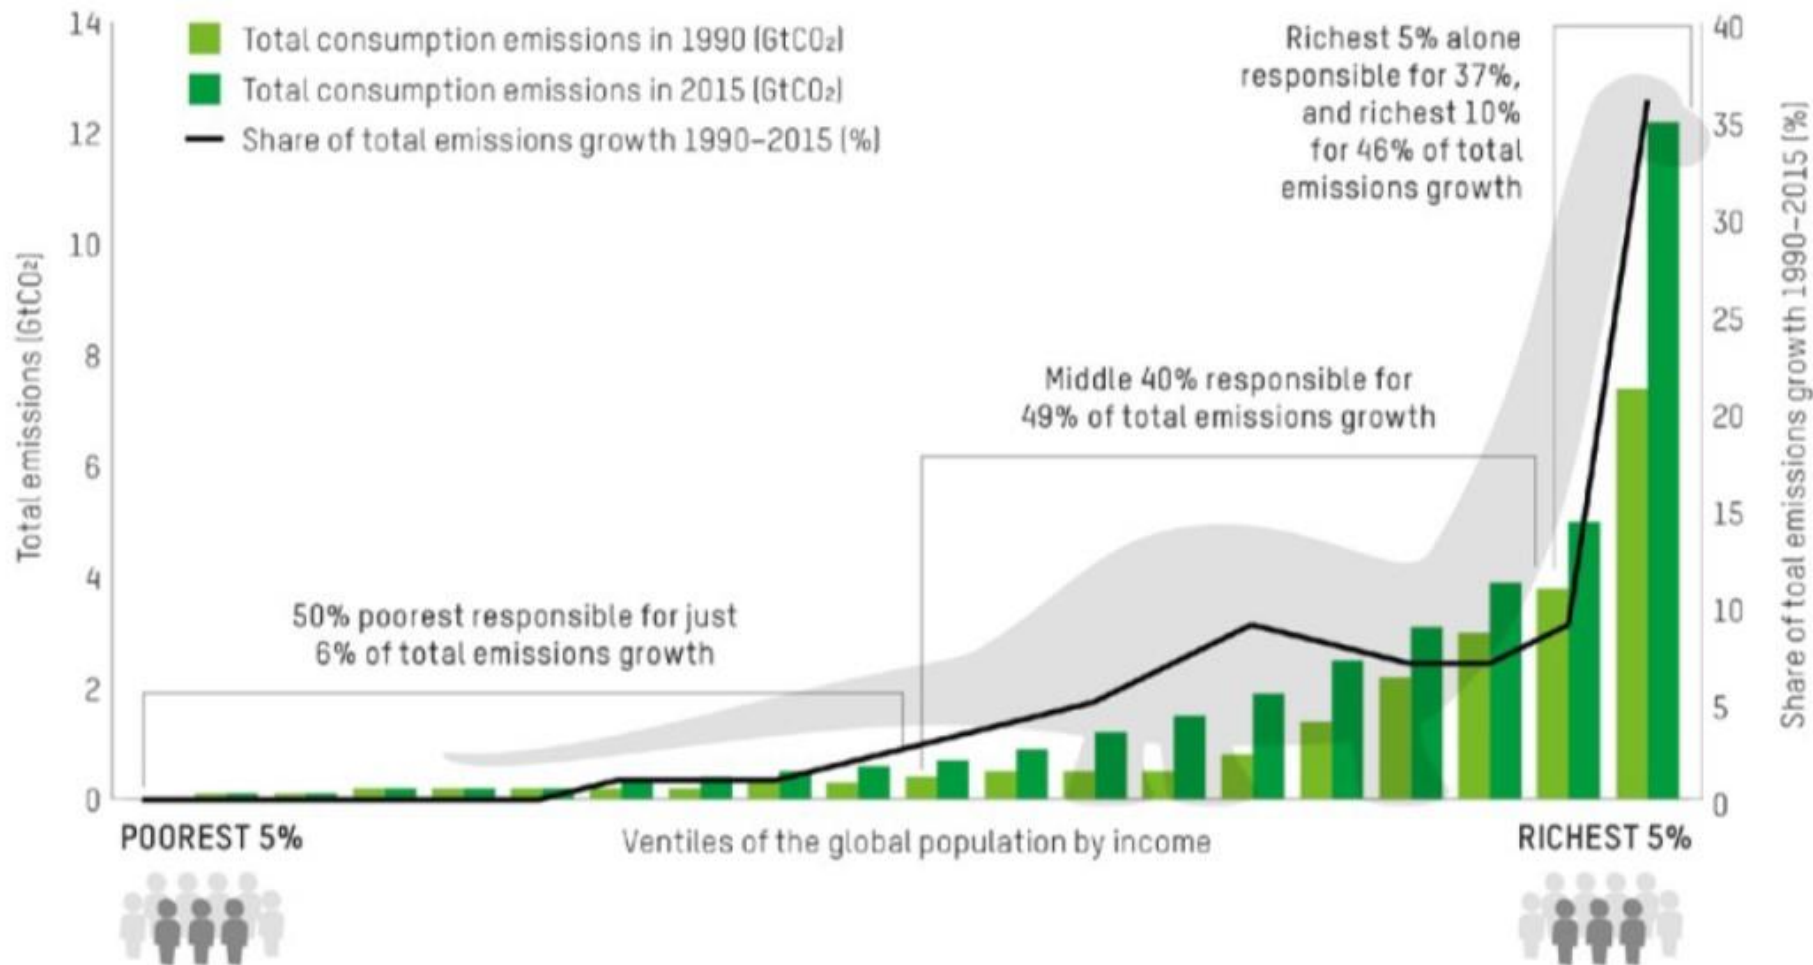 14
12
10
8
6
4
2
0
Total emissions (GtCO₂)
Total consumption emissions in 1990 (GtCO₂)
Total consumption emissions in 2015 (GtCO₂)
Share of total emissions growth 1990–2015 (%)
50% poorest responsible for just
6% of total emissions growth
Middle 40% responsible for
49% of total emissions growth
Richest 5% alone
responsible for 37%,
and richest 10%
for 46% of total
emissions growth
40
35
30
25
20
15
10
5
0
Share of toal emissions growth 1990–2015 (%)
POOREST 5%
Ventiles of the global population by income
RICHEST 5%